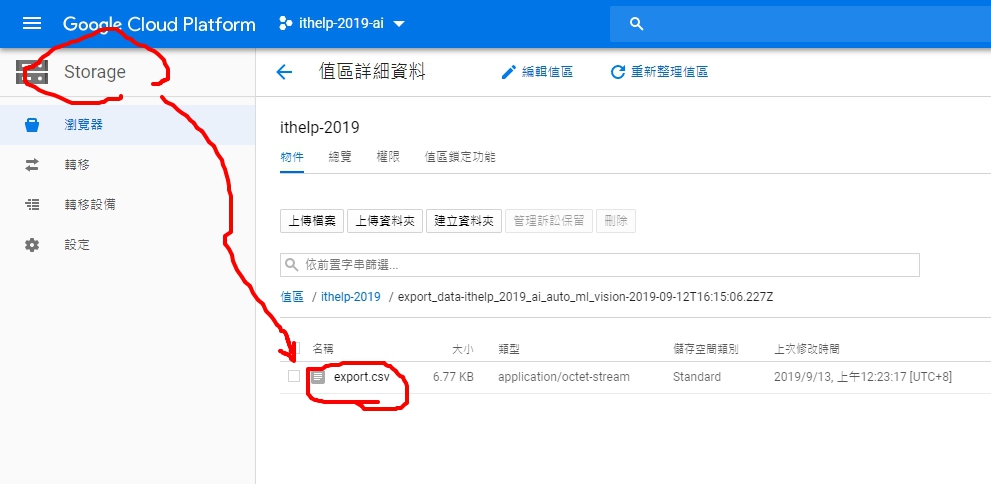 Google Cloud Platform ithelp-2019-ai
Storage 值區詳細資料 編輯值區 重新整理值區
瀏覽器
轉移
轉移設備
設定
ithelp-2019
物件 總覽 權限 值區鎖定功能
上傳檔案 上傳資料夾 建立資料夾 管理訴訟保留 刪除
依前置字串篩選...
值區 / ithelp-2019 / export_data-ithelp_2019_ai_auto_ml_vision-2019-09-12T16:15:06.227Z
名稱 大小 類型 儲存空間類別 上次修改時間
export.csv 6.77 KB application/octet-stream Standard 2019/9/13, 上午12:23:17 [UTC+8]